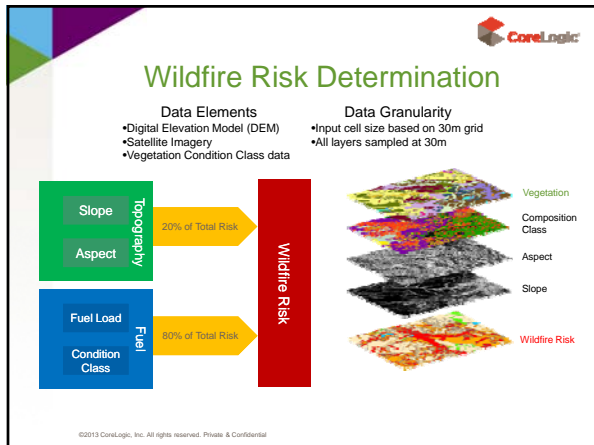 CoreLogic
Wildfire Risk Determination
Data Elements
•Digital Elevation Model (DEM)
•Satellite Imagery
•Vegetation Condition Class data
Data Granularity
•Input cell size based on 30m grid
•All layers sampled at 30m
Slope
Aspect
Topography
20% of Total Risk
Fuel Load
Condition
Class
Fuel
80% of Total Risk
Wildfire Risk
Vegetation
Composition
Class
Aspect
Slope
Wildfire Risk
©2013 CoreLogic, Inc. All rights reserved. Private & Confidential